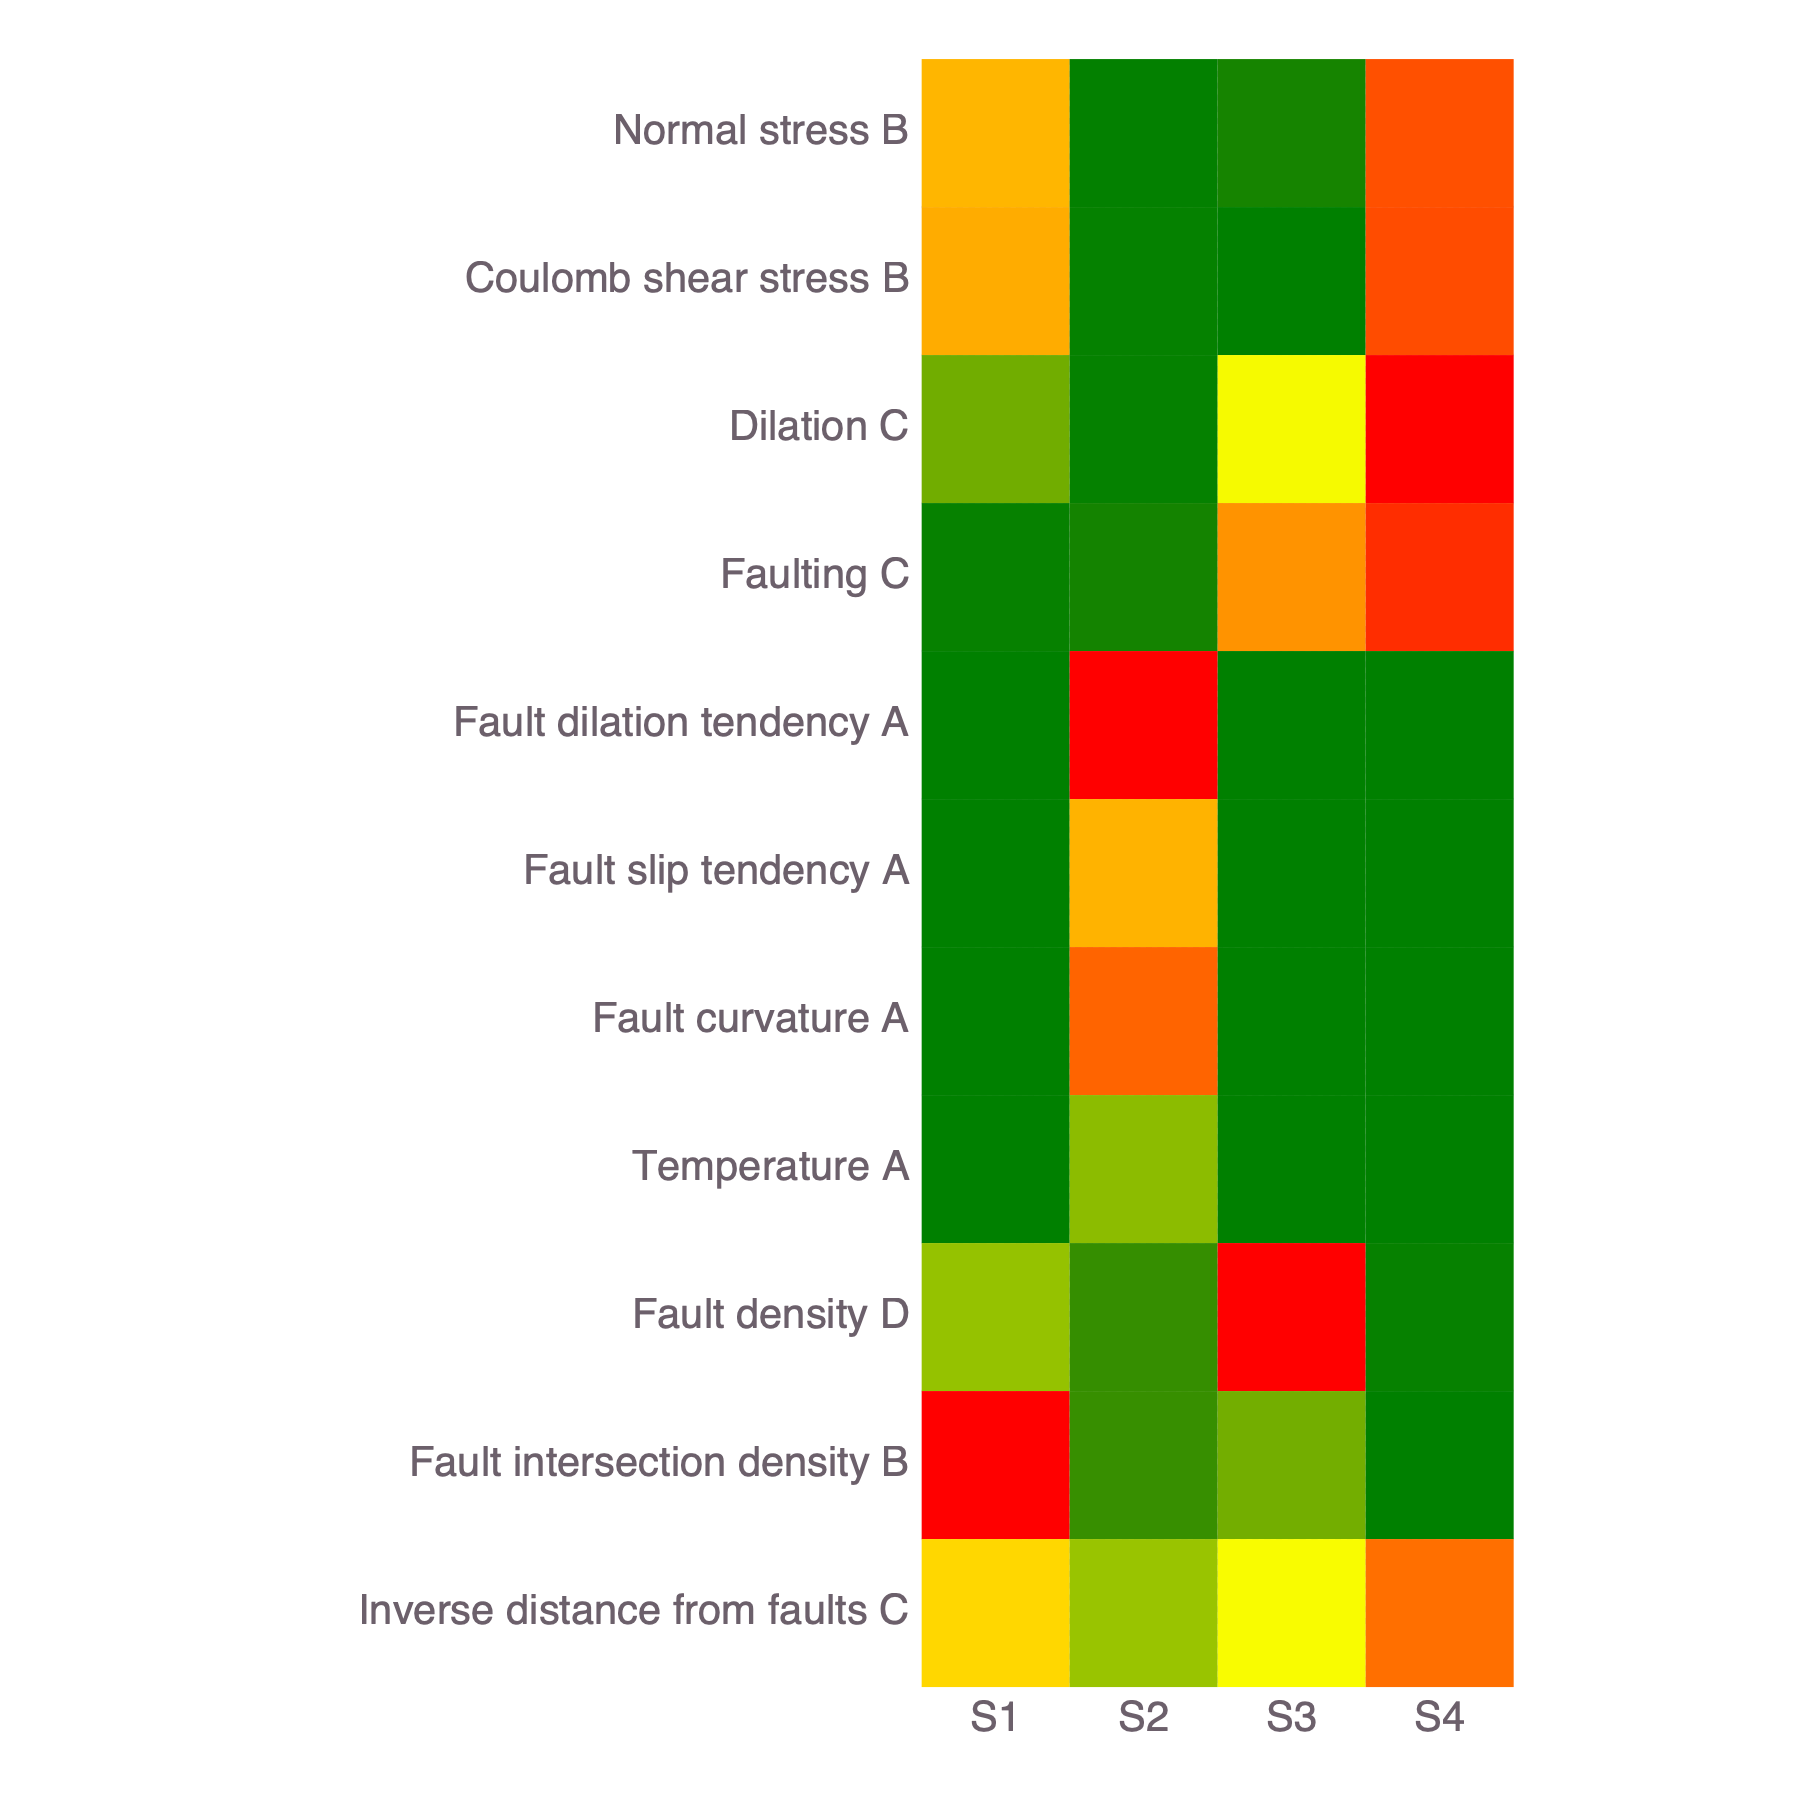 Normal stress B
Coulomb shear stress B
Dilation C
Faulting C
Fault dilation tendency A
Fault slip tendency A
Fault curvature A
Temperature A
Fault density D
Fault intersection density B
Inverse distance from faults C
S1 S2 S3 S4